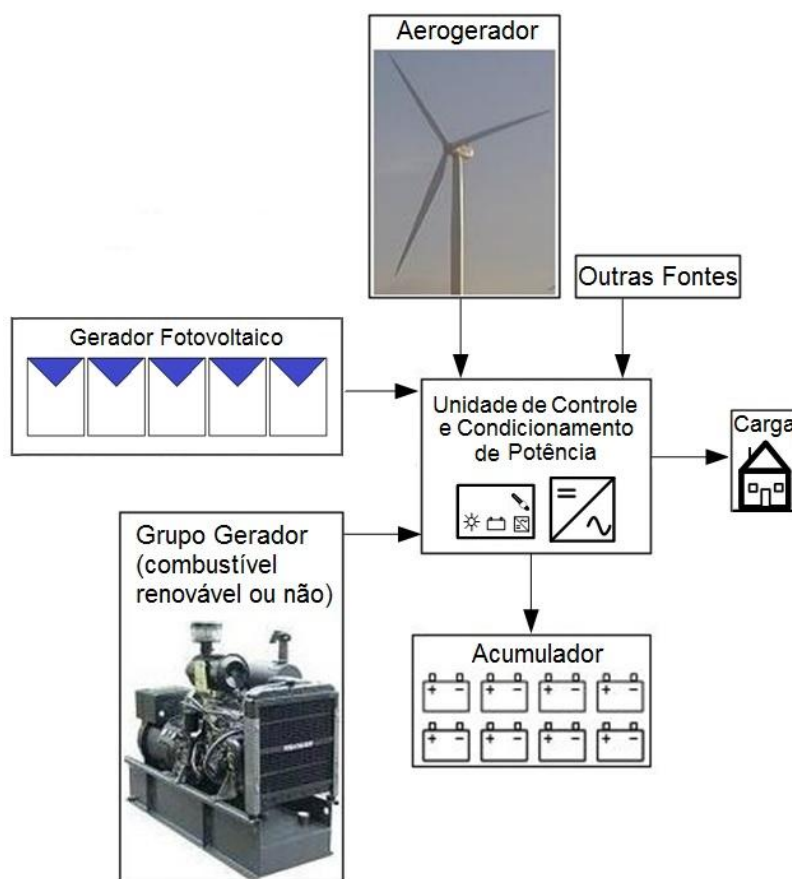 Aerogerador
Outras Fontes
Gerador Fotovoltaico
Unidade de Controle
e Condicionamento
de Potência
Carga
Grupo Gerador
(combustível
renovável ou não)
Acumulador
+ - + - + - + -
+ - + - + - + -